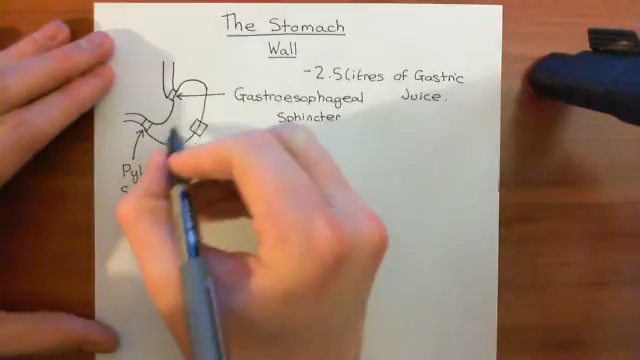 The Stomach
Wall
-2.5 litres of Gastric
Juice.
Gastroesophageal
Sphincter